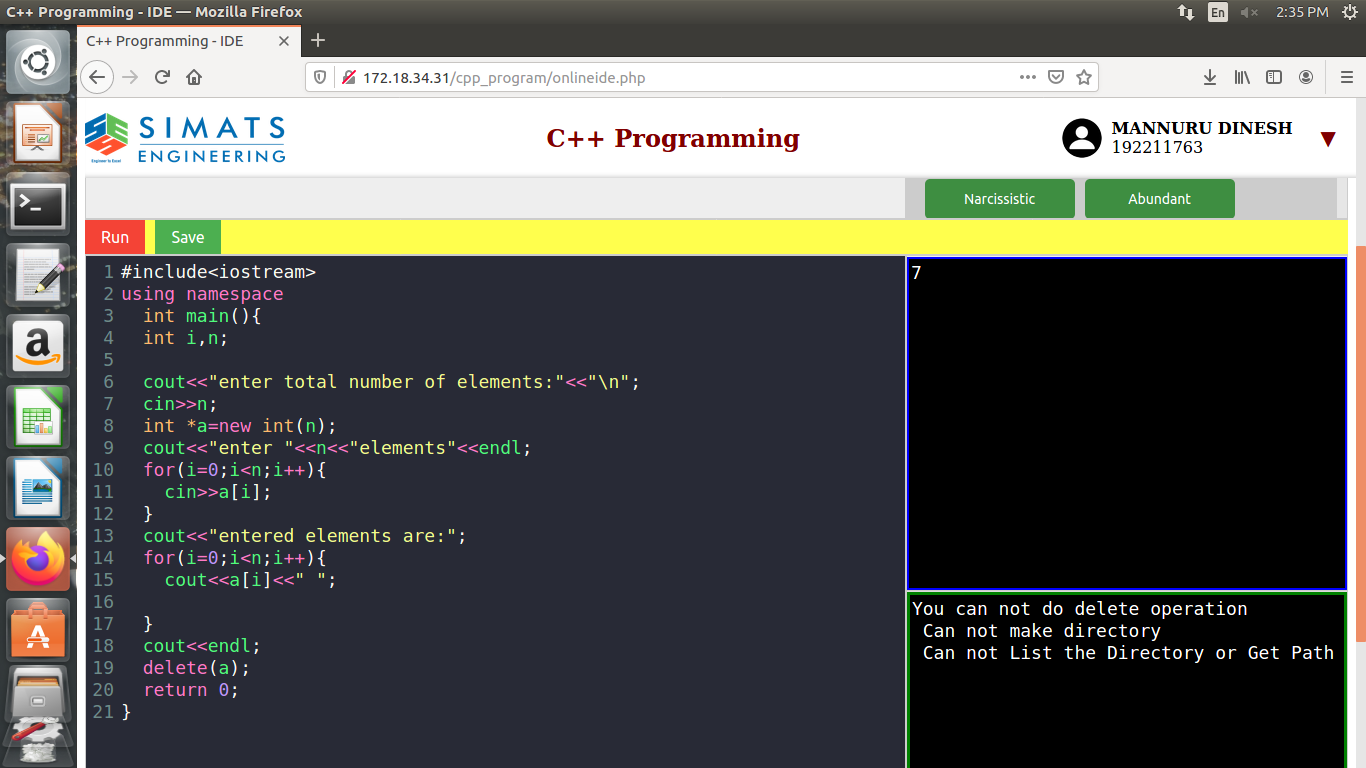 C++ Programming - IDE — Mozilla Firefox
En
2:35 PM
C++ Programming - IDE
172.18.34.31/cpp_program/onlineide.php
SIMATS
ENGINEERING
Engineer to Excel
C++ Programming
MANNURU DINESH
192211763
Narcissistic
Abundant
Run
Save
1 #include<iostream>
2 using namespace
3   int main(){
4   int i,n;
5
6   cout<<"enter total number of elements:"<<"\n";
7   cin>>n;
8   int *a=new int(n);
9   cout<<"enter "<<n<<"elements"<<endl;
10   for(i=0;i<n;i++){
11     cin>>a[i];
12   }
13   cout<<"entered elements are:";
14   for(i=0;i<n;i++){
15     cout<<a[i]<<" ";
16
17   }
18   cout<<endl;
19   delete(a);
20   return 0;
21 }
7
You can not do delete operation
Can not make directory
Can not List the Directory or Get Path